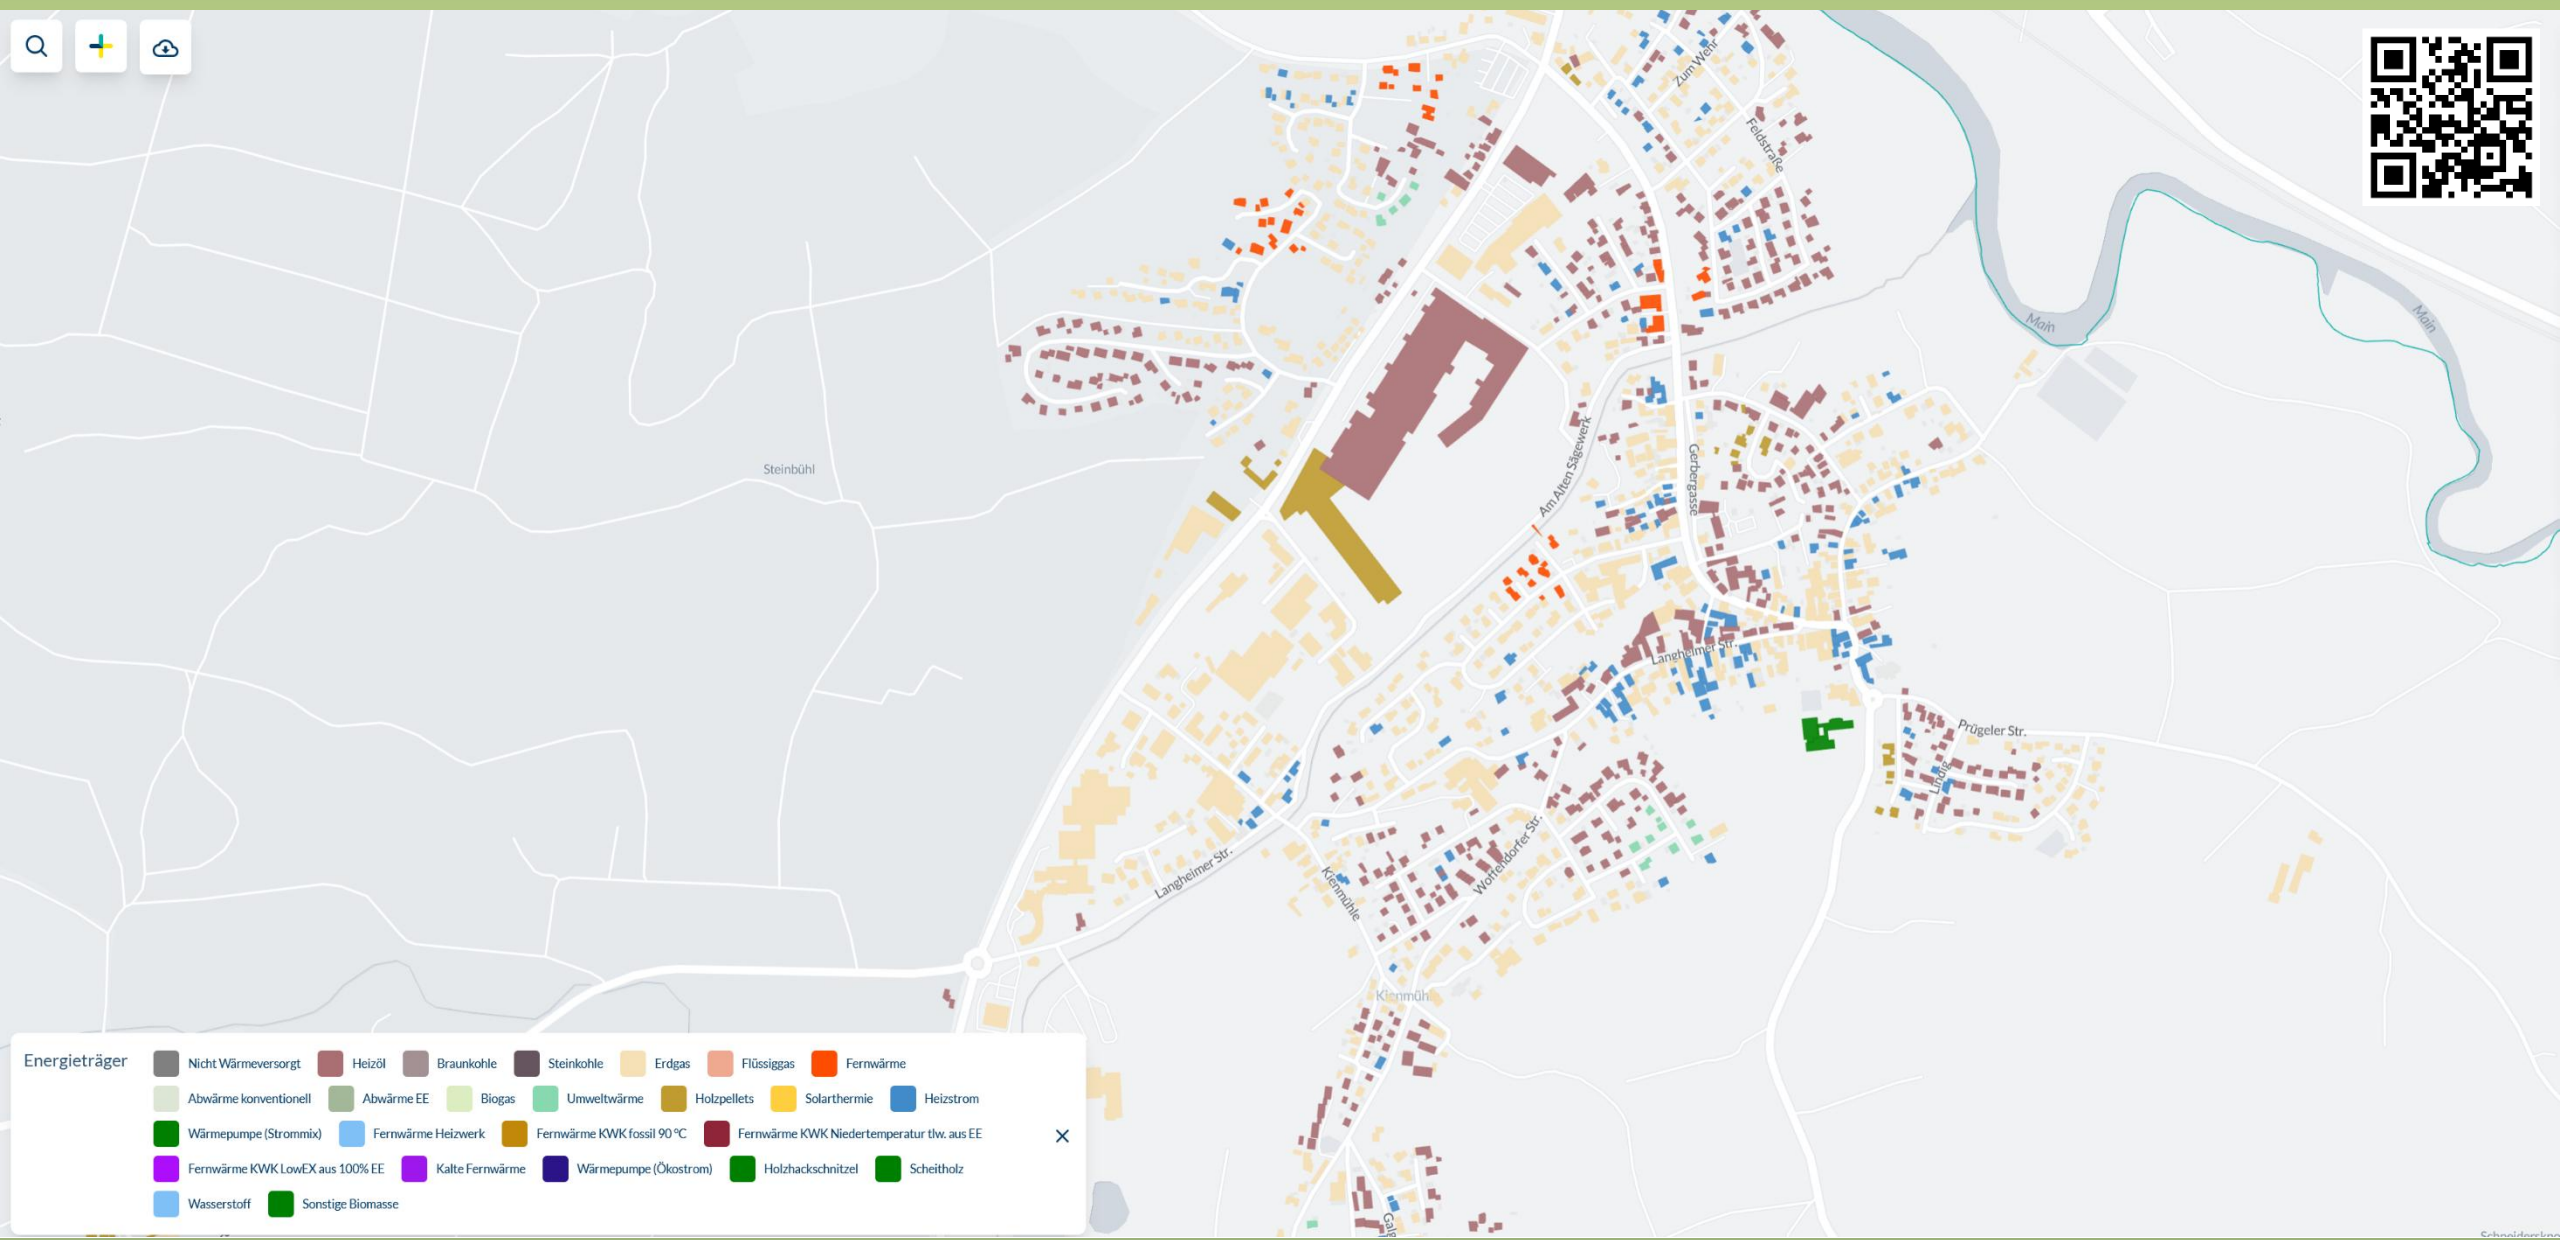 Zum Wehr
Feldstraße
Main
Main
Steinbühl
Am Alten Sägewerk
Gerbergasse
Langheimer Str.
Prügeler Str.
Lindig
Langheimer Str.
Kienmühle
Wottendorfer Str.
Kienmühl
Energieträger
Nicht Wärmeversorgt Heizöl Braunkohle Steinkohle Erdgas Flüssiggas Fernwärme
Abwärme konventionell Abwärme EE Biogas Umweltwärme Holzpellets Solarthermie Heizstrom
Wärmepumpe (Strommix) Fernwärme Heizwerk Fernwärme KWK fossil 90 °C Fernwärme KWK Niedertemperatur tlw. aus EE
Fernwärme KWK LowEX aus 100% EE Kalte Fernwärme Wärmepumpe (Ökostrom) Holzhackschnitzel Scheitholz
Wasserstoff Sonstige Biomasse